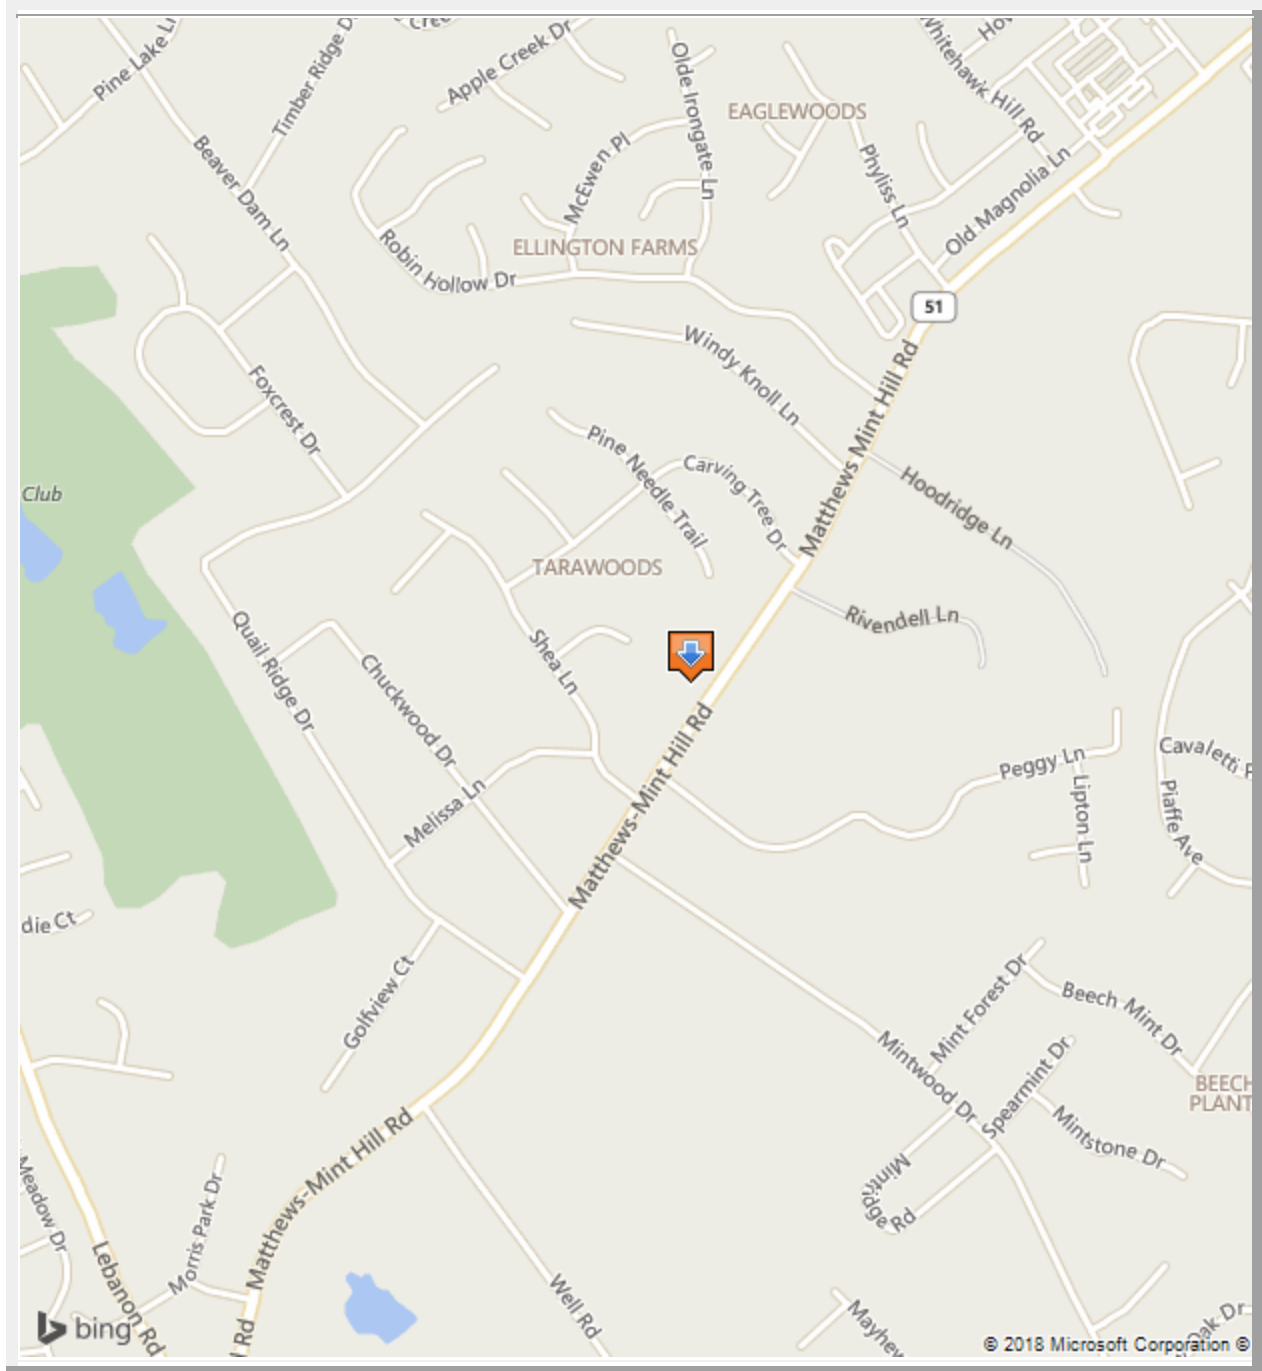 Pine Lake Ln
Timber Ridge D
Cree
Apple Creek Dr
Olde Irongate Ln
Whitehawk Hill Rd
How
EAGLEWOODS
Beaver Dam Ln
McEwen Pl
Phyliss Ln
Old Magnolia Ln
Robin Hollow Dr
ELLINGTON FARMS
51
Windy Knoll Ln
Matthews Mint Hill Rd
Foxcrest Dr
Pine Needle Trail
Carving Tree Dr
Hoodridge Ln
Club
TARAWOODS
Rivendell Ln
Quail Ridge Dr
Shea Ln
Chuckwood Dr
Matthews-Mint Hill Rd
Peggy Ln
Cavaletti P
Melissa Ln
Lipton Ln
Piaffe Ave
die Ct
Golfview Ct
Mint Forest Dr
Beech Mint Dr
Mintwood Dr
Spearmint Dr
BEECH
PLANT
Mintstone Dr
Matthews-Mint Hill Rd
Mintridge Rd
Meadow Dr
Morris Park Dr
Lebanon Rd
Well Rd
Mayhew
Oak Dr
Rd
bing
© 2018 Microsoft Corporation ©